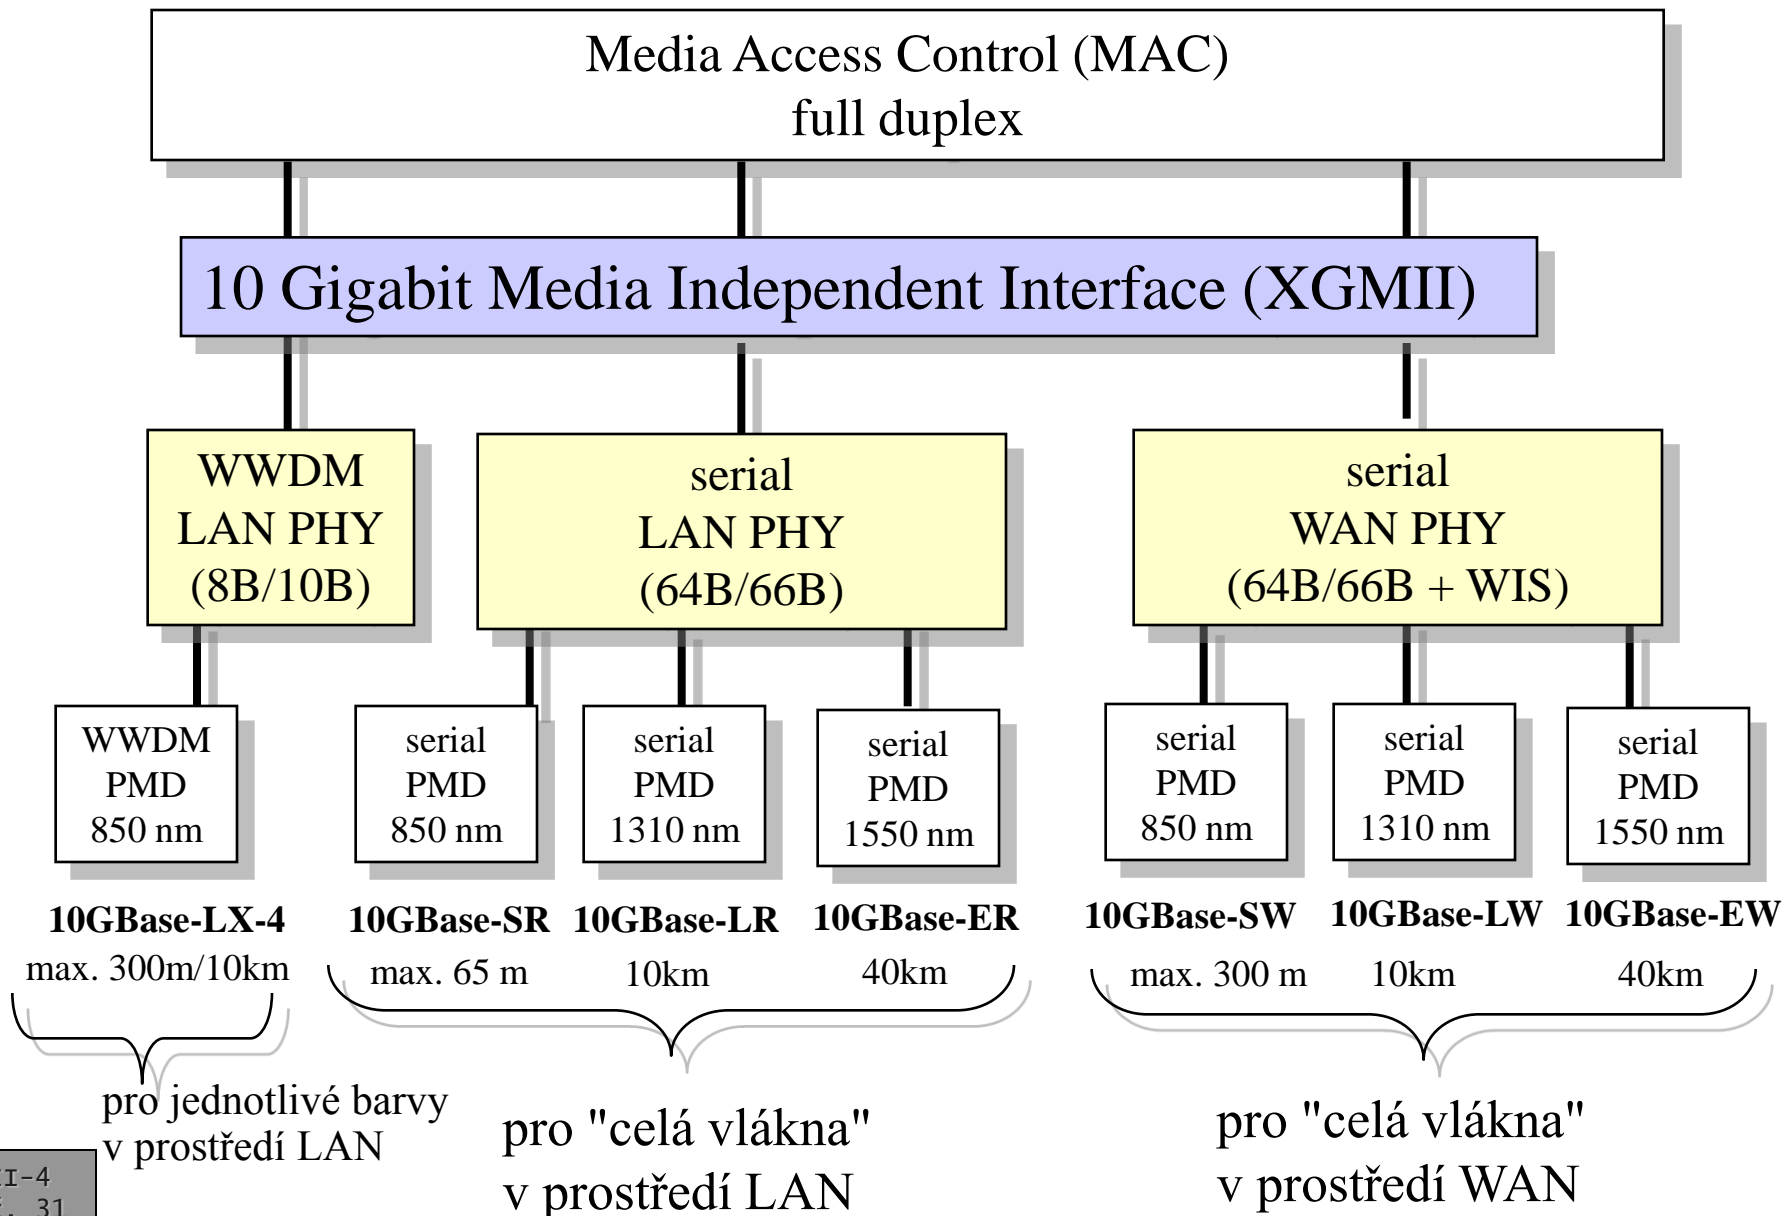 Media Access Control (MAC)
full duplex
10 Gigabit Media Independent Interface (XGMII)
WWDM
LAN PHY
(8B/10B)
serial
LAN PHY
(64B/66B)
serial
WAN PHY
(64B/66B + WIS)
WWDM
PMD
850 nm
serial
PMD
850 nm
serial
PMD
1310 nm
serial
PMD
1550 nm
serial
PMD
850 nm
serial
PMD
1310 nm
serial
PMD
1550 nm
10GBase-LX-4
10GBase-SR
10GBase-LR
10GBase-ER
10GBase-SW
10GBase-LW
10GBase-EW
max. 300m/10km
max. 65 m
10km
40km
max. 300 m
10km
40km
pro jednotlivé barvy
v prostředí LAN
pro "celá vlákna"
v prostředí LAN
pro "celá vlákna"
v prostředí WAN
31